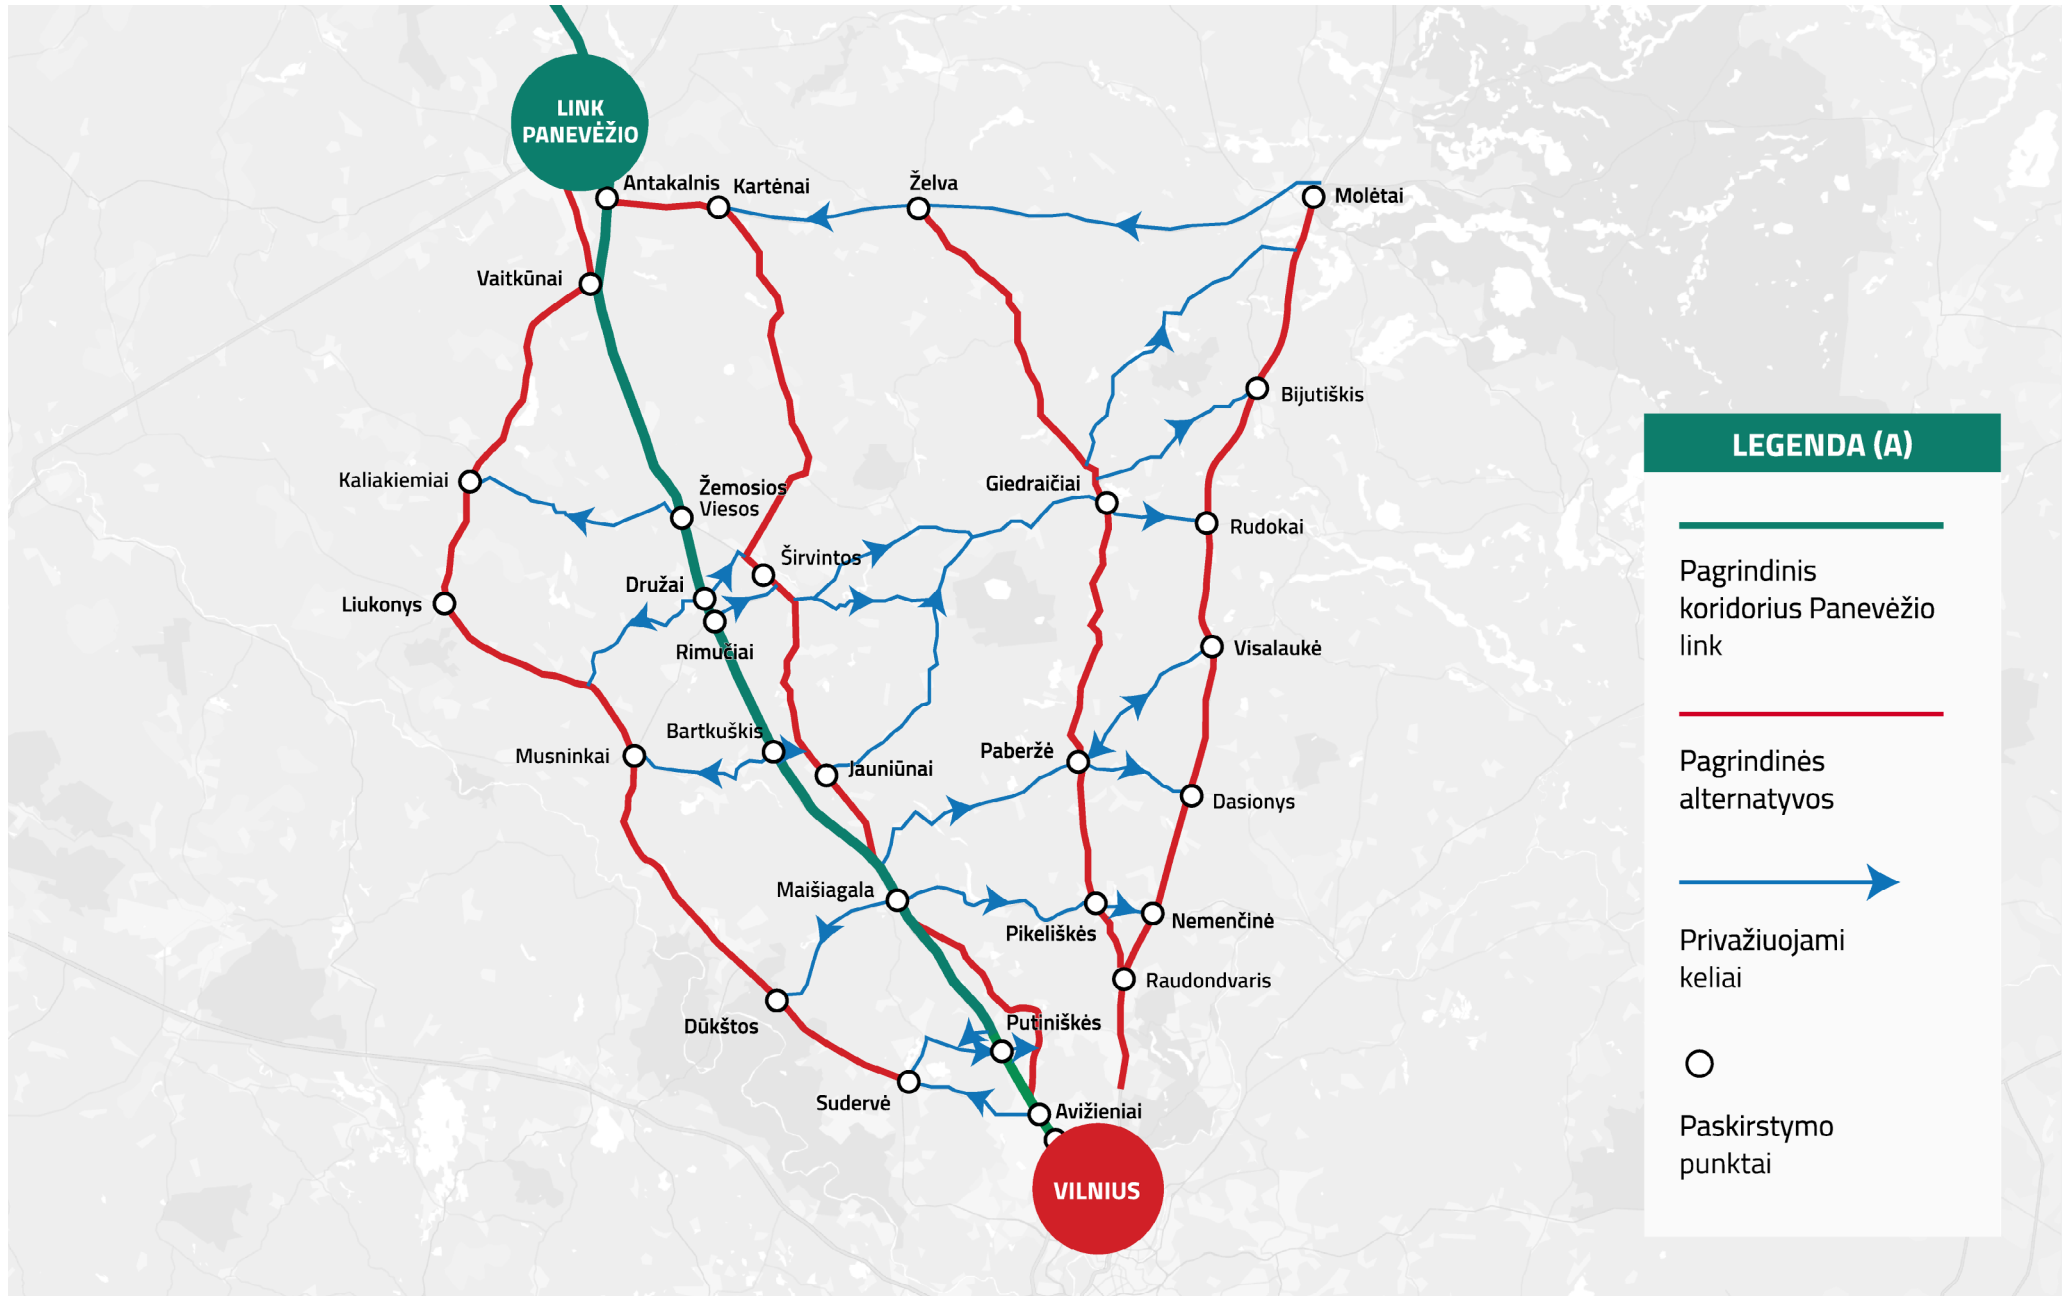 LINK
PANEVĖŽIO
Antakalnis
Kartėnai
Želva
Molėtai
Vaitkūnai
Bijutiškis
LEGENDA (A)
Kaliakiemiai
Žemosios
Viesos
Giedraičiai
Rudokai
Širvintos
Družai
Liukonys
Rimučiai
Visalaukė
Pagrindinis
koridorius Panevėžio
link
Bartkuškis
Musninkai
Jauniūnai
Paberžė
Dasionys
Pagrindinės
alternatyvos
Maišiagala
Pikeliškės
Nemenčinė
Raudondvaris
Privažiuojami
keliai
Dūkštos
Putiniškės
Sudervė
Avižieniai
Paskirstymo
punktai
VILNIUS